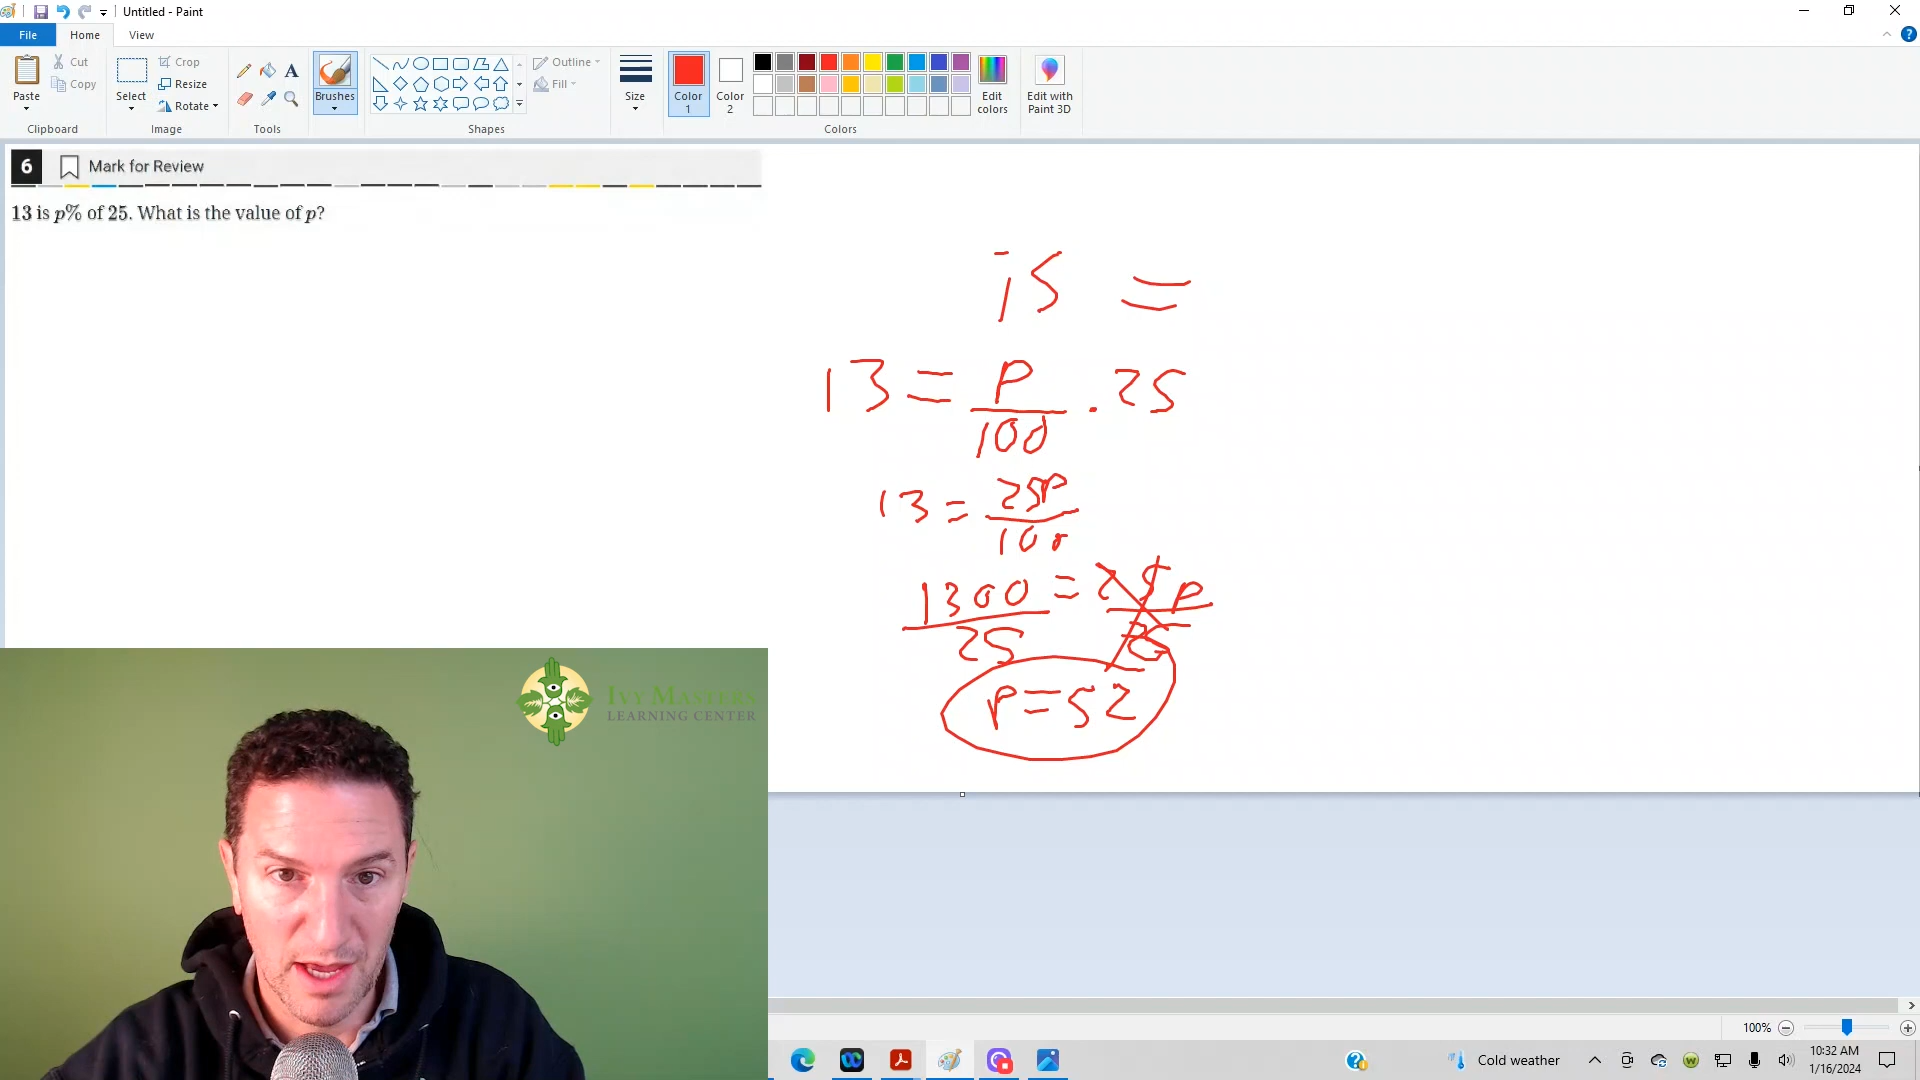 Untitled - Paint
File Home View
Paste
Cut
Copy
Clipboard
Select
Crop
Resize
Rotate
Image
A
Tools
Brushes
Outline
Fill
Shapes
Size
Color 1
Color 2
Colors
Edit colors
Edit with Paint 3D
6 Mark for Review
13 is p% of 25. What is the value of p?
is =
13 = P/100 . 25
13 = 25P/100
1300/25 = 25P/25
P = 52
IVY MASTERS
LEARNING CENTER
100%
Cold weather
10:32 AM
1/16/2024